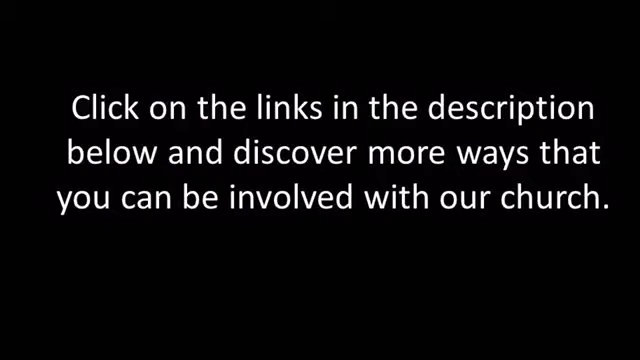 Click on the links in the description
below and discover more ways that
you can be involved with our church.